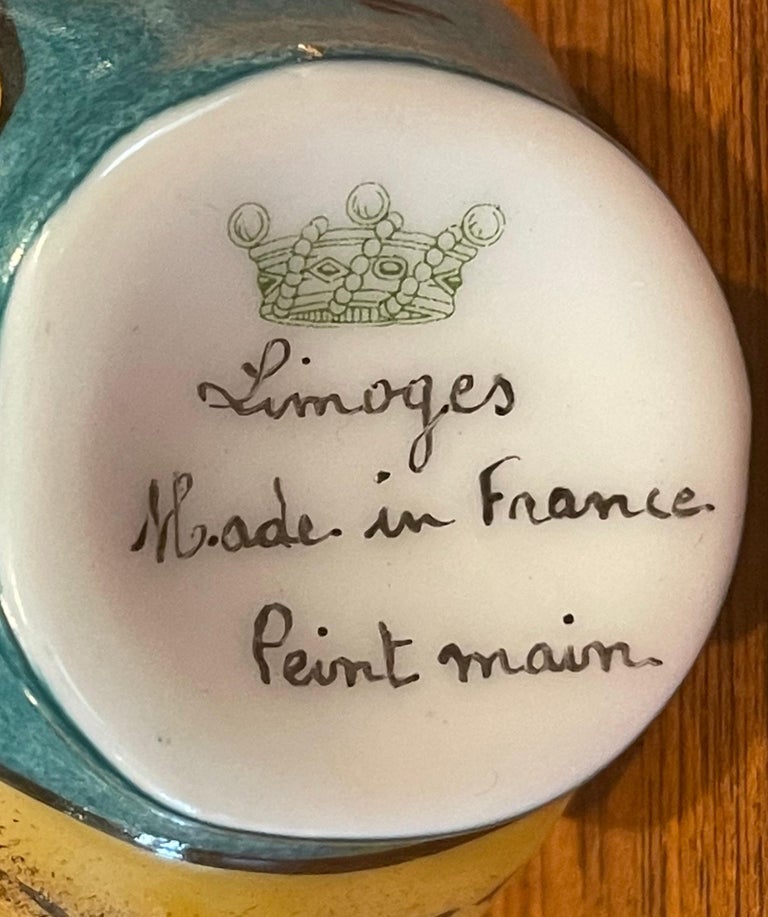 Limoges
Made in France.
Peint main.